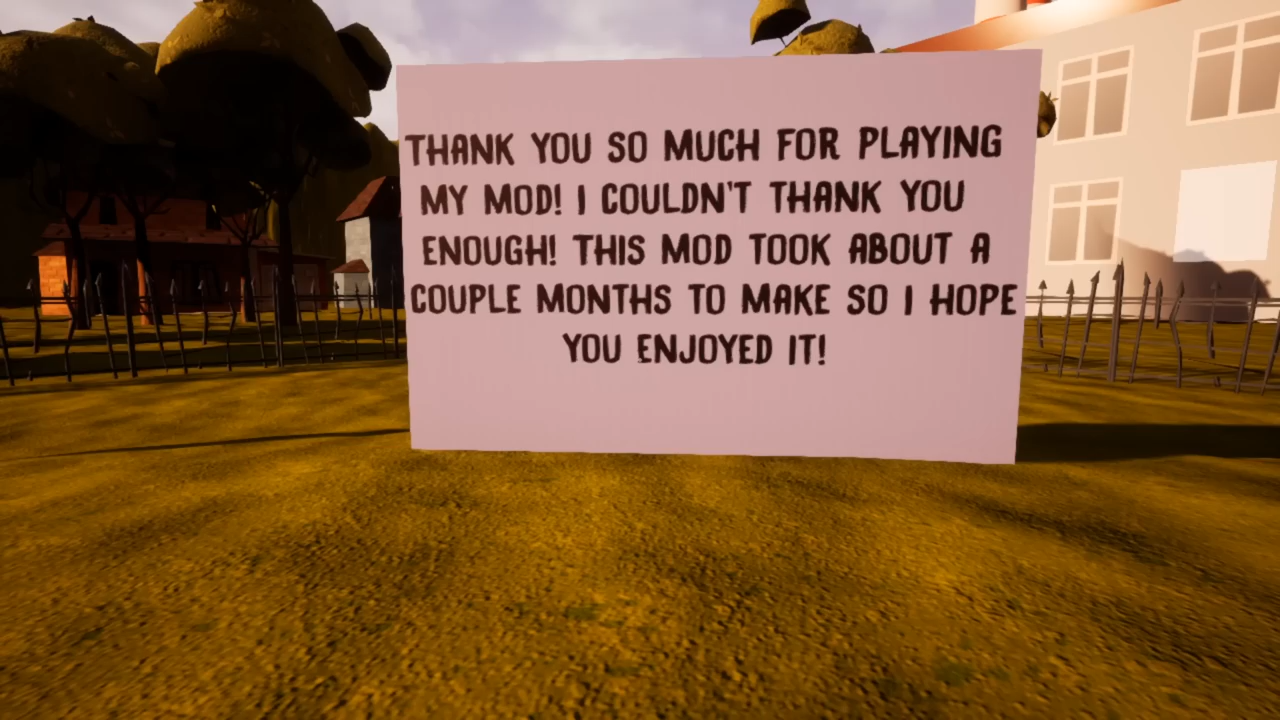 THANK YOU SO MUCH FOR PLAYING
MY MOD! I COULDN'T THANK YOU
ENOUGH! THIS MOD TOOK ABOUT A
COUPLE MONTHS TO MAKE SO I HOPE
YOU ENJOYED IT!